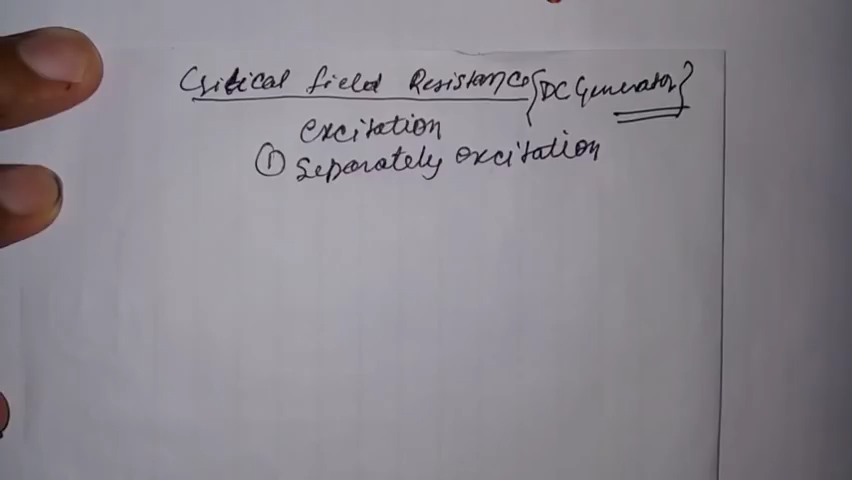 Critical field Resistance {DC Generator}
excitation
① Separately excitation